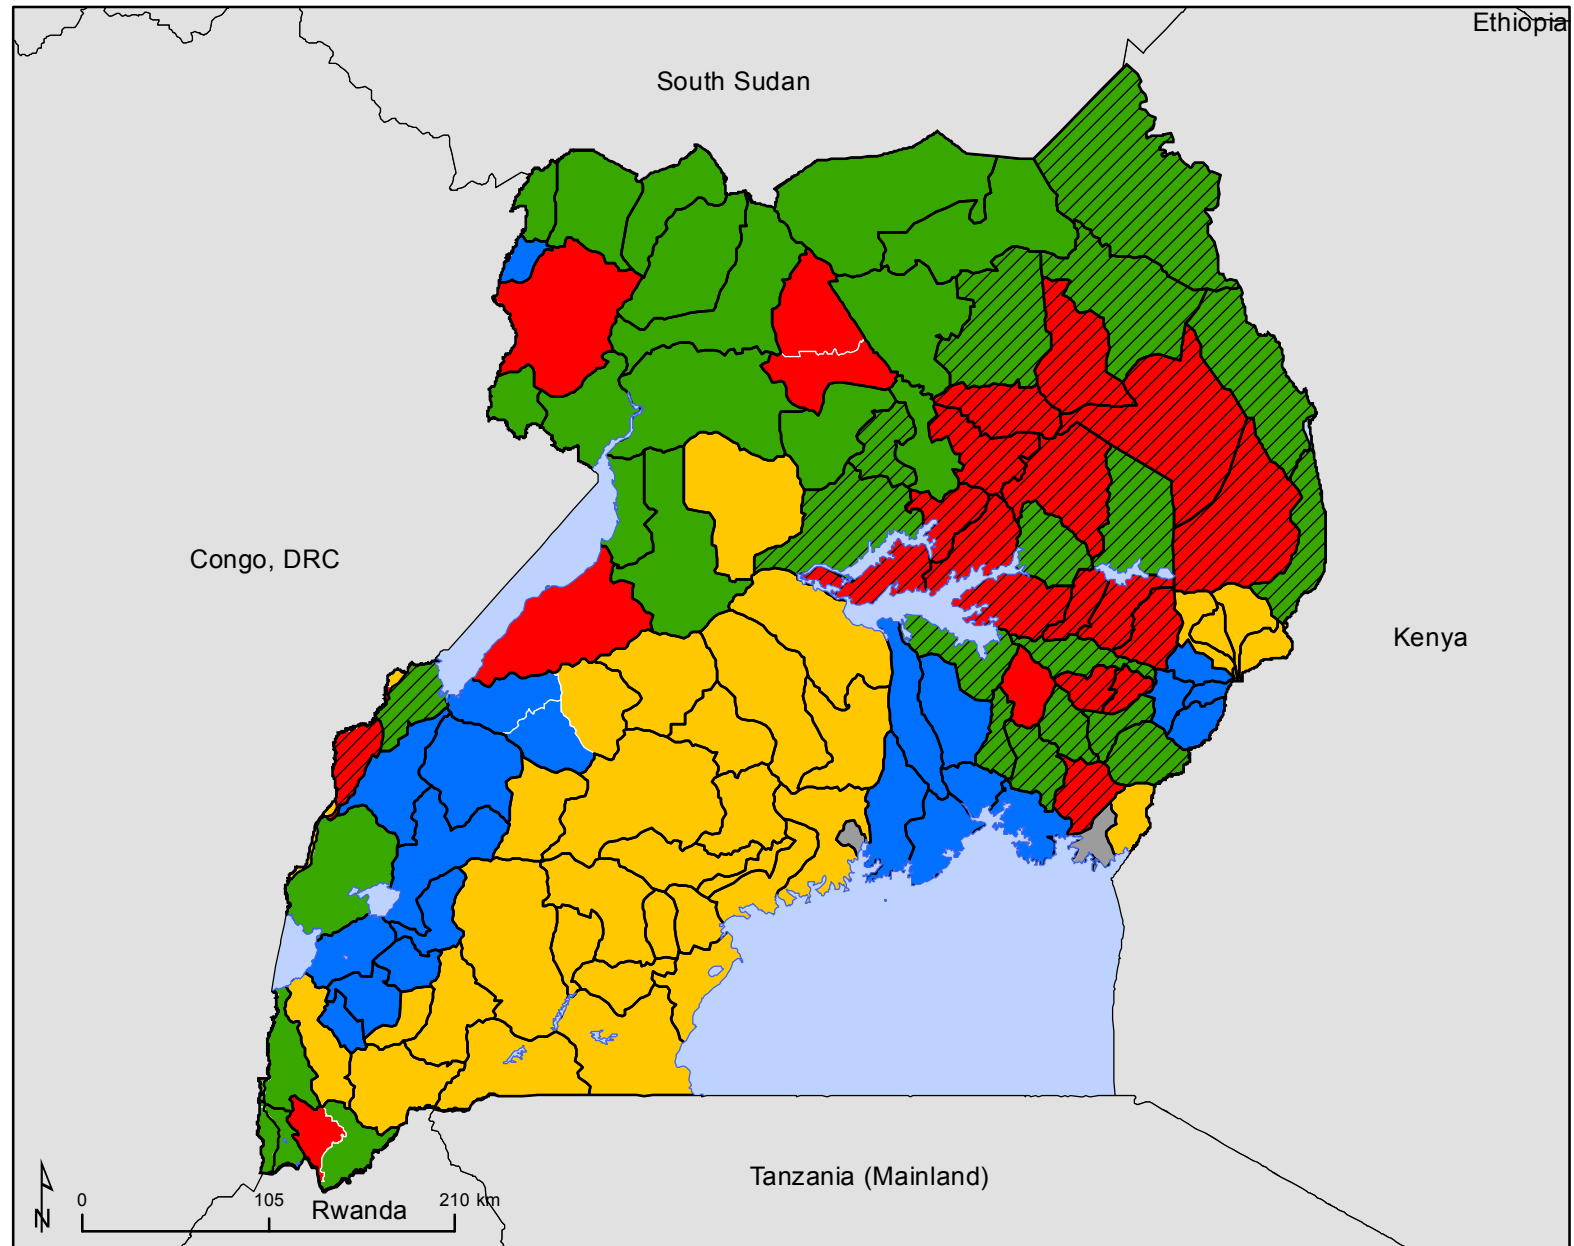 Ethiopia
South Sudan
Congo, DRC
Kenya
Tanzania (Mainland)
0 105 210 km
N
Rwanda